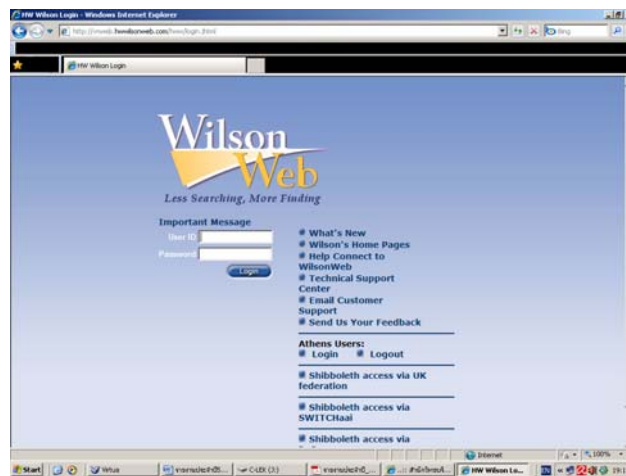 HW Wilson Login - Windows Internet Explorer
Bing
HW Wilson Login
Wilson
Web
Less Searching, More Finding
Important Message
User ID
Password
Login
What's New
Wilson's Home Pages
Help Connect to
WilsonWeb
Technical Support
Center
Email Customer
Support
Send Us Your Feedback
Athens Users:
Login Logout
Shibboleth access via UK
federation
Shibboleth access via
SWITCHaai
Shibboleth access via
Internet
100%
Start
Virtua
HW Wilson Lo...
EN